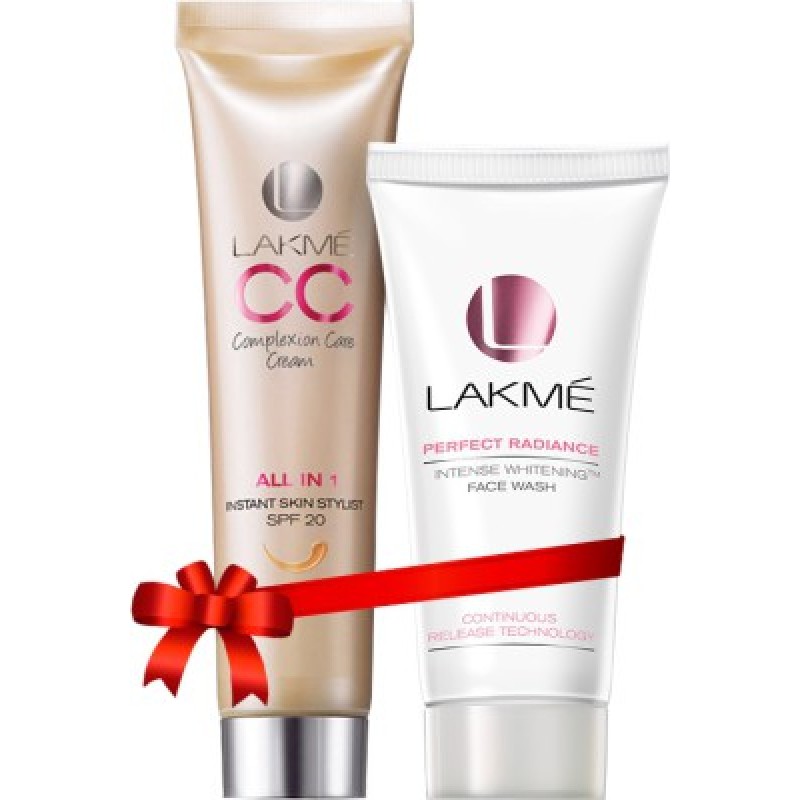 LAKMÉ
CC
Complexion Care
Cream
ALL IN 1
INSTANT SKIN STYLIST
SPF 20
LAKMÉ
PERFECT RADIANCE
INTENSE WHITENING™
FACE WASH
CONTINUOUS
RELEASE TECHNOLOGY